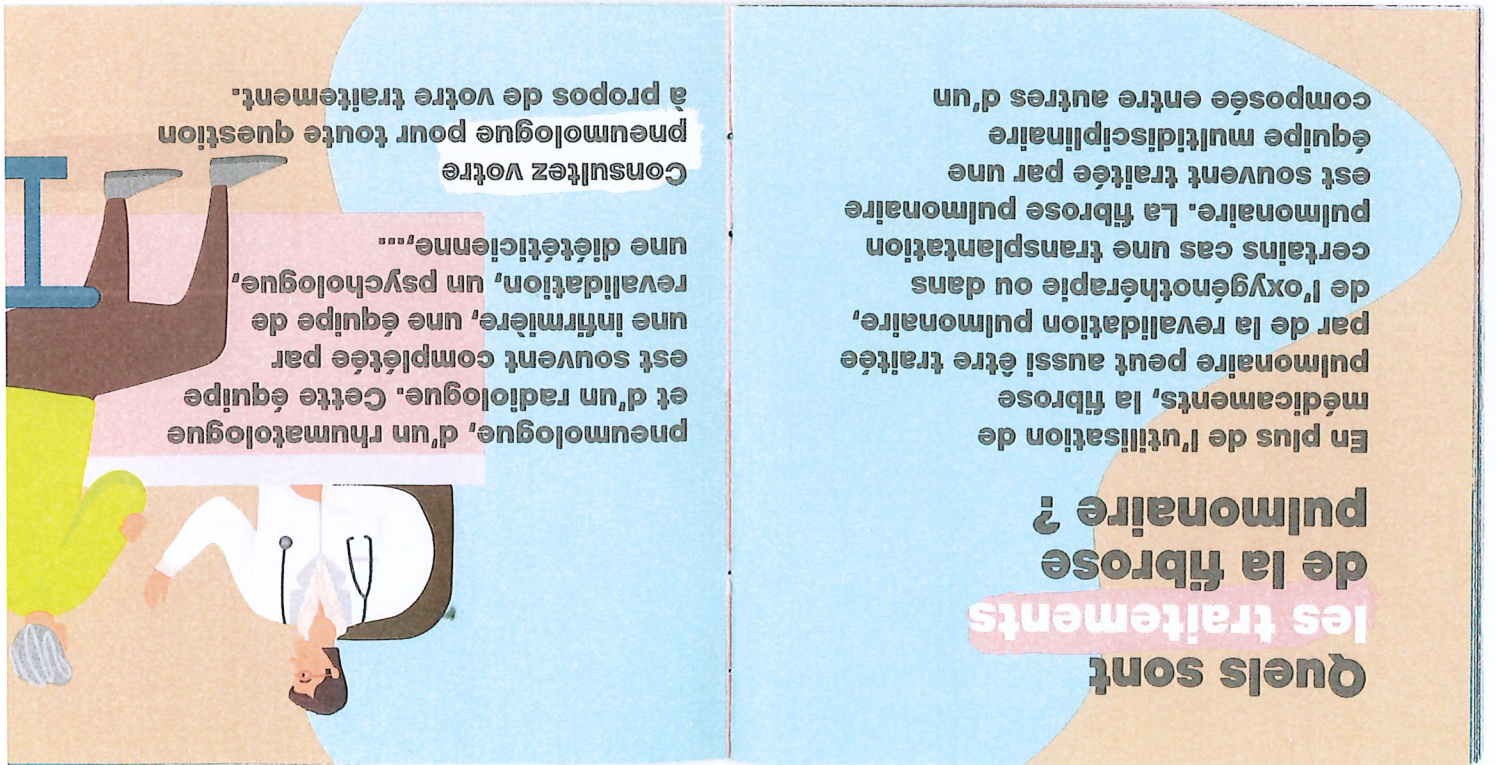 Quels sont
les traitements
de la fibrose
pulmonaire ?
En plus de l'utilisation de
médicaments, la fibrose
pulmonaire peut aussi être traitée
par de la revalidation pulmonaire,
de l'oxygénothérapie ou dans
certains cas une transplantation
pulmonaire. La fibrose pulmonaire
est souvent traitée par une
équipe multidisciplinaire
composée entre autres d'un
pneumologue, d'un rhumatologue
et d'un radiologue. Cette équipe
est souvent complétée par
une infirmière, une équipe de
revalidation, un psychologue,
une diététicienne,...
Consultez votre
pneumologue pour toute question
à propos de votre traitement.